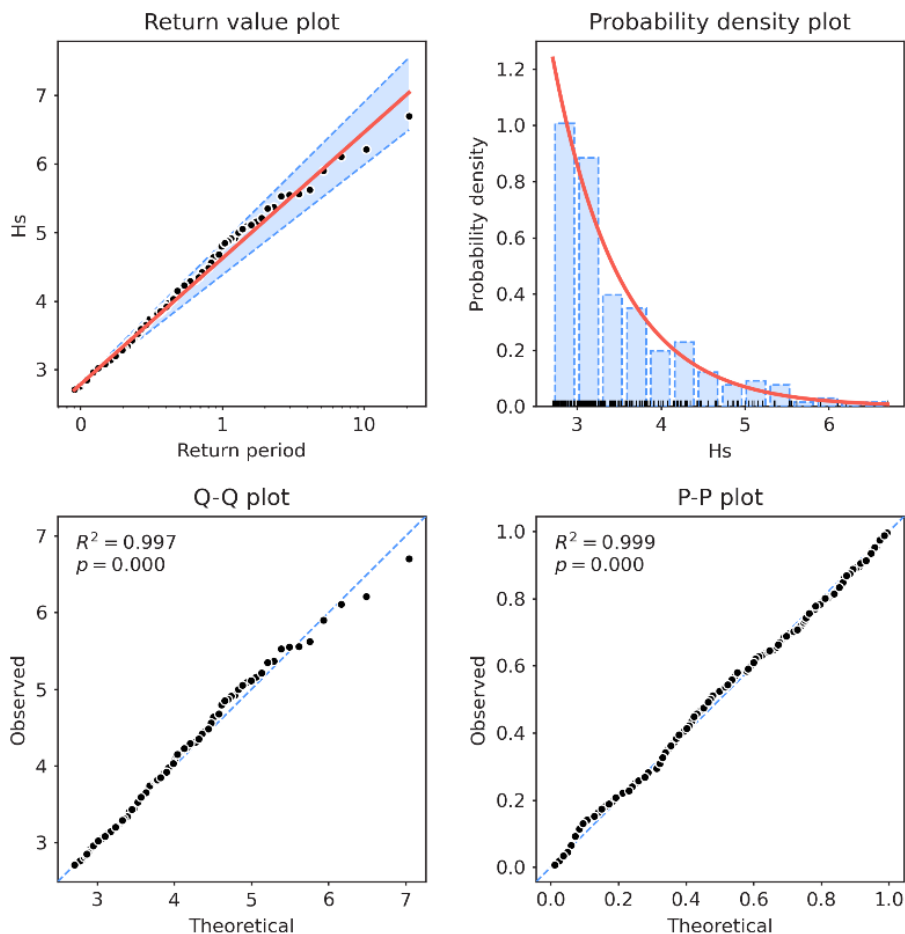 Return value plot
7
6
5
4
3
Hs
0 1 10
Return period
Probability density plot
1.2
1.0
0.8
0.6
0.4
0.2
0.0
Probability density
3 4 5 6
Hs
Q-Q plot
R² = 0.997
p = 0.000
7
6
5
4
3
Observed
3 4 5 6 7
Theoretical
P-P plot
R² = 0.999
p = 0.000
1.0
0.8
0.6
0.4
0.2
0.0
Observed
0.0 0.2 0.4 0.6 0.8 1.0
Theoretical